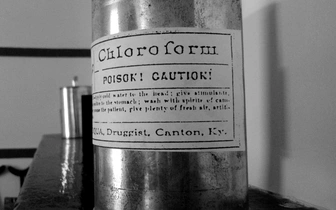 Chloroform
POISON! CAUTION!
cold water to the head; give stimulants,
to the stomach; wash with spirits of cam-
the patient, give plenty of fresh air, artifi-
Druggist, Canton, Ky.